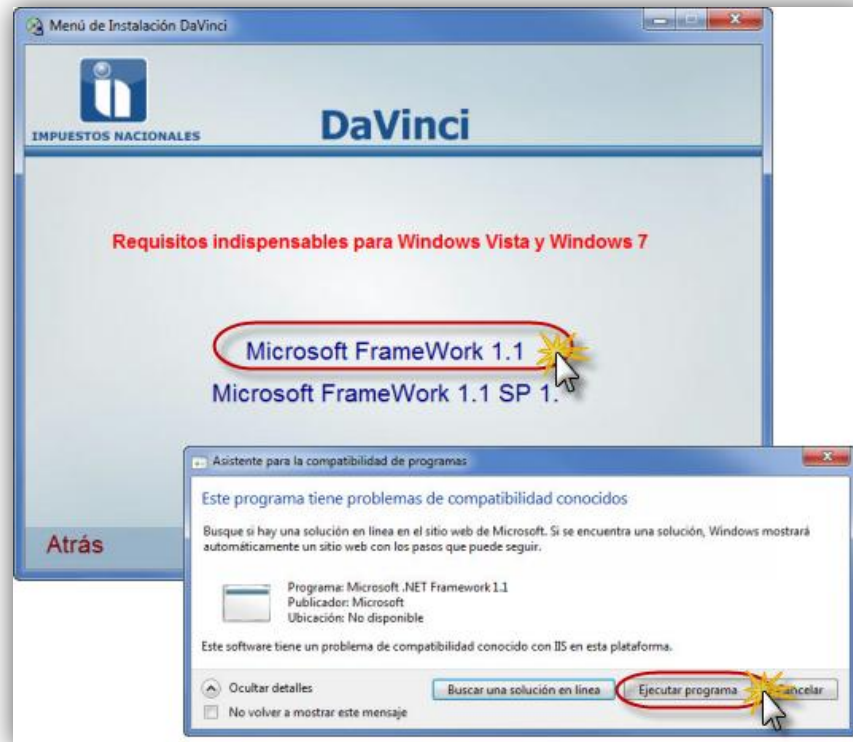 Menú de Instalación DaVinci
IMPUESTOS NACIONALES
DaVinci
Requisitos indispensables para Windows Vista y Windows 7
Microsoft FrameWork 1.1
Microsoft FrameWork 1.1 SP 1.
Atrás
Asistente para la compatibilidad de programas
Este programa tiene problemas de compatibilidad conocidos
Busque si hay una solución en línea en el sitio web de Microsoft. Si se encuentra una solución, Windows mostrará
automáticamente un sitio web con los pasos que puede seguir.
Programa: Microsoft .NET Framework 1.1
Publicador: Microsoft
Ubicación: No disponible
Este software tiene un problema de compatibilidad conocido con IIS en esta plataforma.
Ocultar detalles
Buscar una solución en línea
Ejecutar programa
Cancelar
No volver a mostrar este mensaje